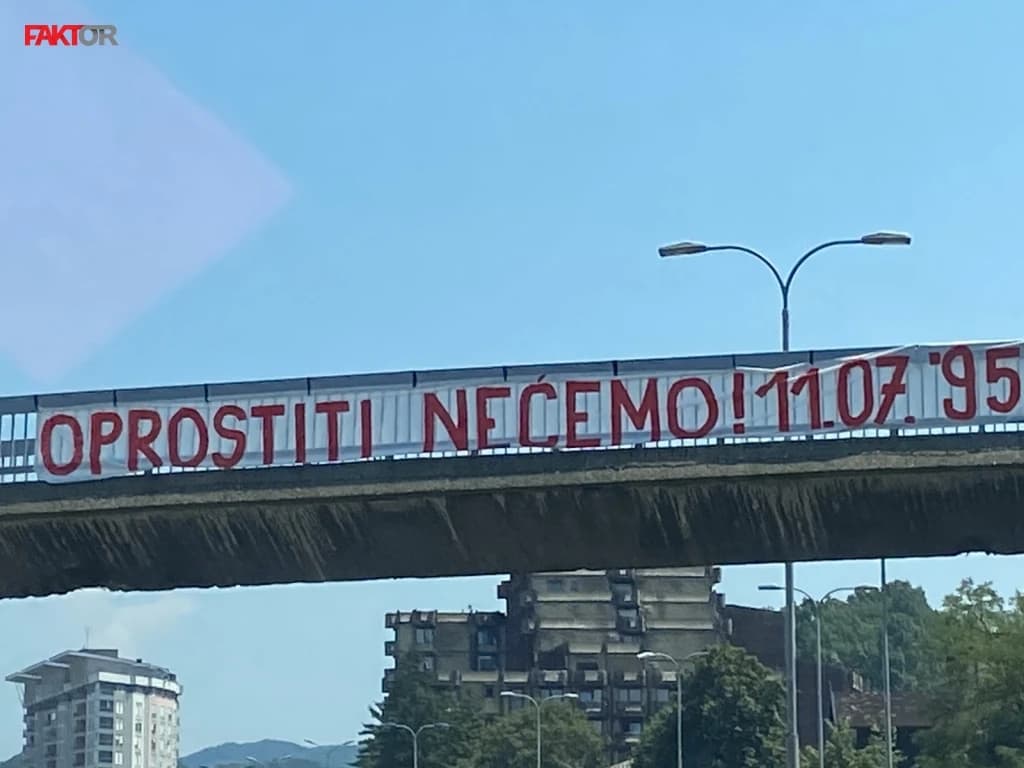 FAKTOR
OPROSTITI NEĆEMO! 11.07. '95